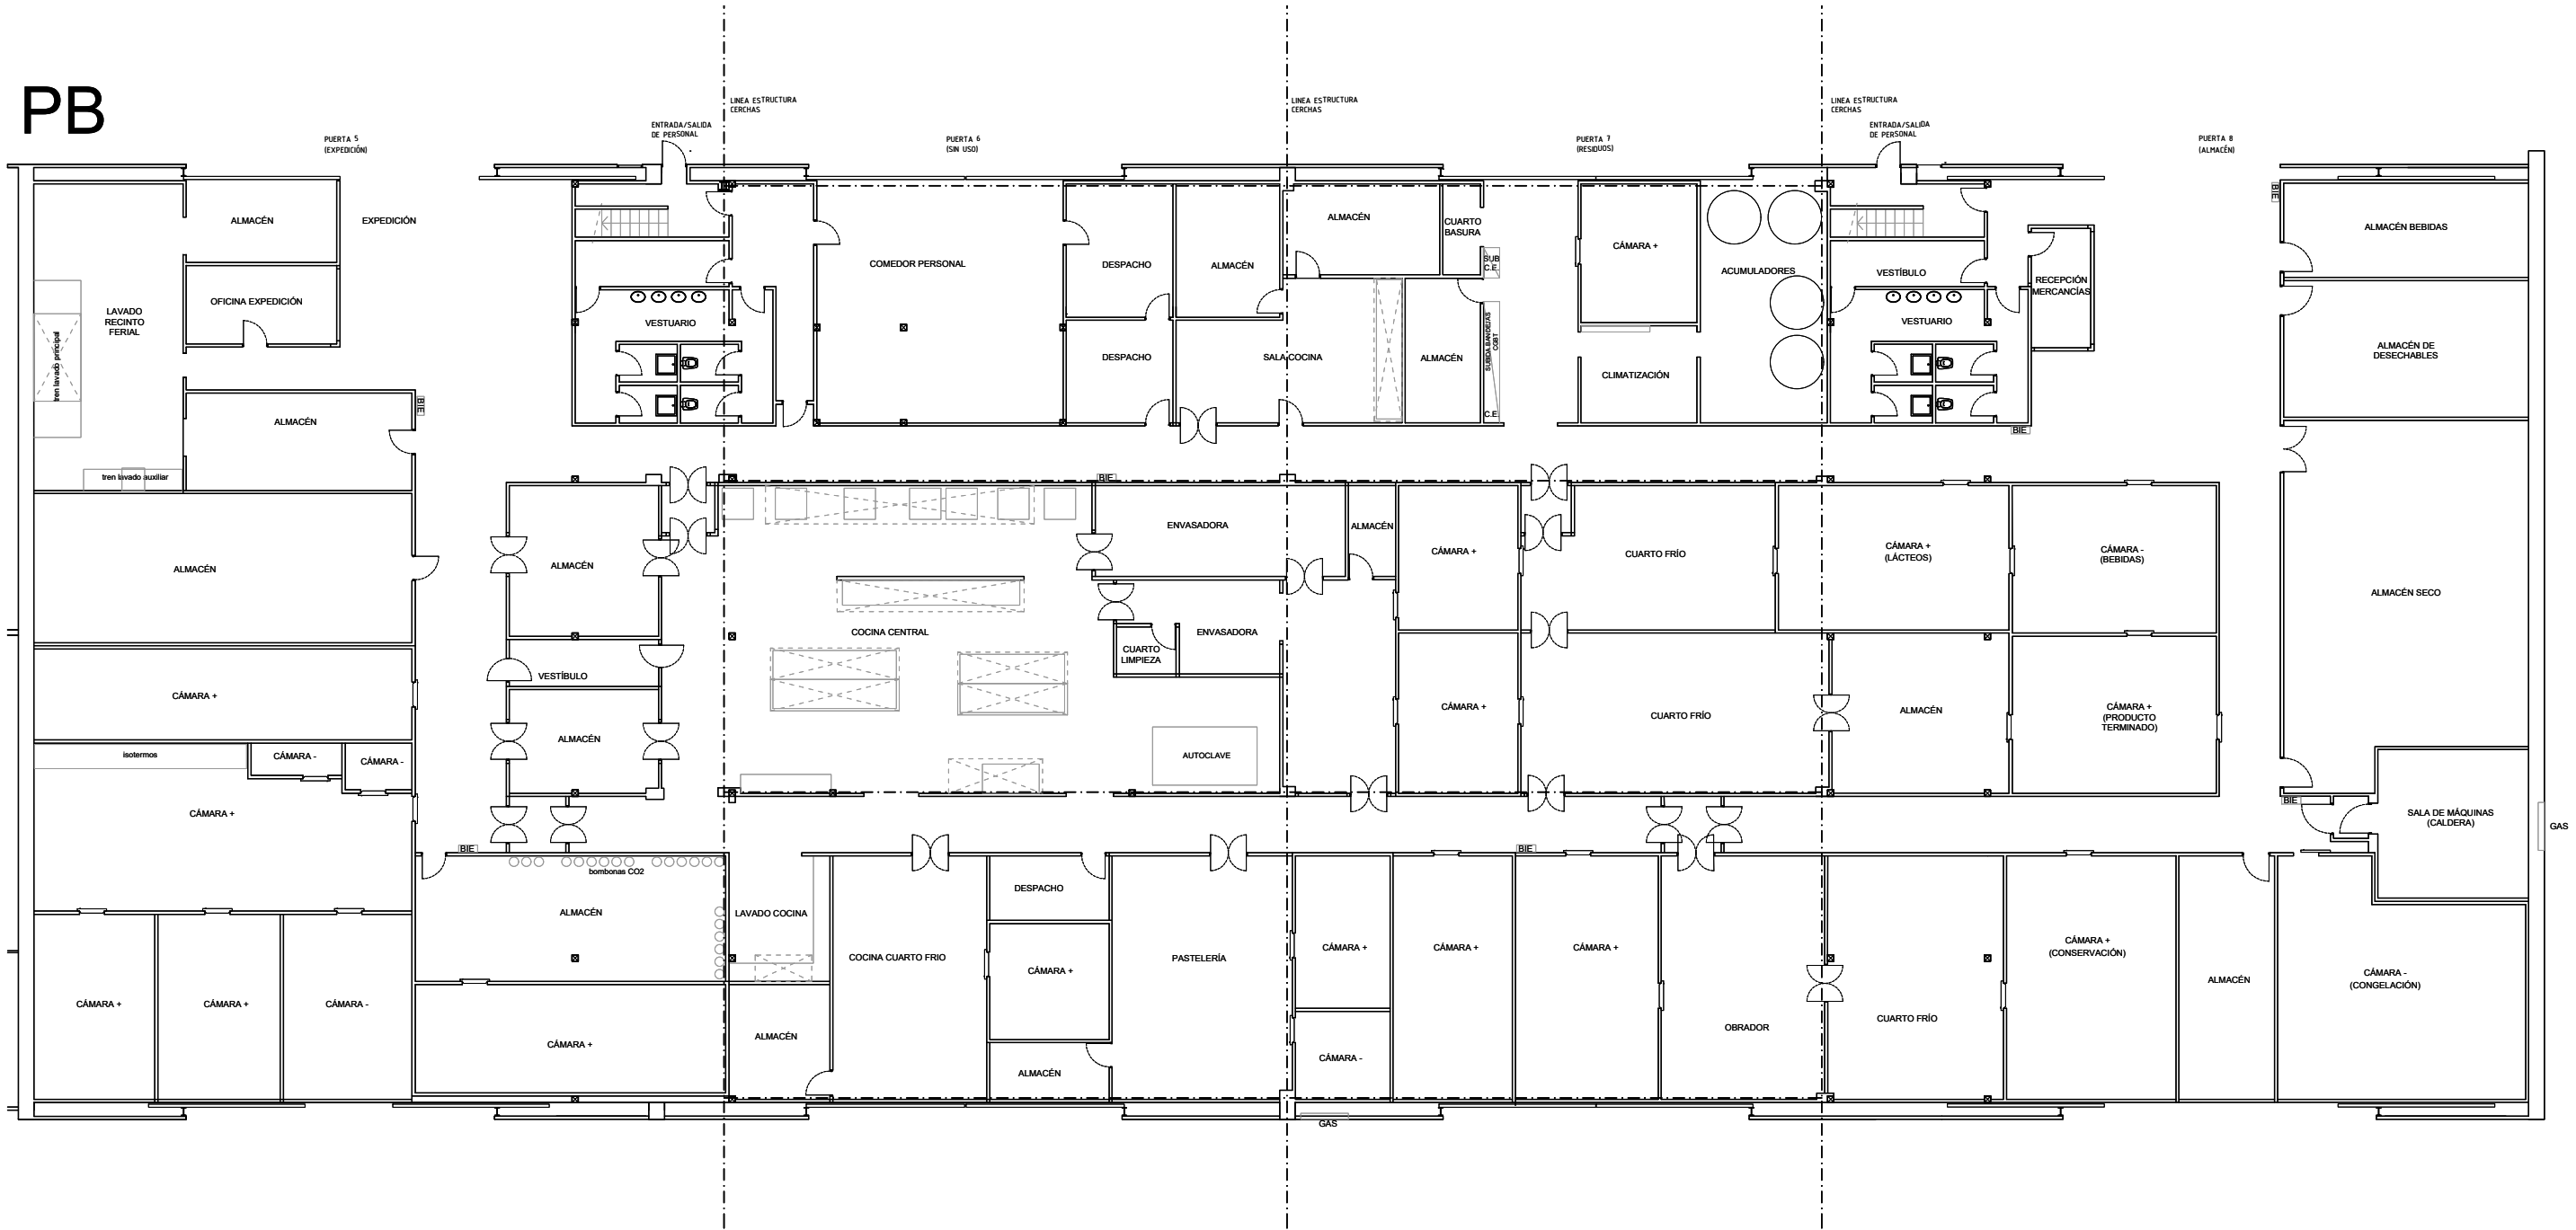 PB
LINEA ESTRUCTURA
CERCHAS
LINEA ESTRUCTURA
CERCHAS
LINEA ESTRUCTURA
CERCHAS
PUERTA 5
(EXPEDICIÓN)
ENTRADA/SALIDA
DE PERSONAL
PUERTA 6
(SIN USO)
PUERTA 7
(RESIDUOS)
ENTRADA/SALIDA
DE PERSONAL
PUERTA 8
(ALMACÉN)
ALMACÉN
EXPEDICIÓN
OFICINA EXPEDICIÓN
LAVADO
RECINTO
FERIAL
tren lavado principal
ALMACÉN
BIE
tren lavado auxiliar
VESTUARIO
COMEDOR PERSONAL
DESPACHO
DESPACHO
ALMACÉN
SALA COCINA
ALMACÉN
CUARTO
BASURA
SUB
C.E.
SUBIDA BANDEJAS
CGBT
C.E.
ALMACÉN
CÁMARA +
CLIMATIZACIÓN
ACUMULADORES
VESTÍBULO
VESTUARIO
RECEPCIÓN
MERCANCÍAS
BIE
BIE
ALMACÉN BEBIDAS
ALMACÉN DE
DESECHABLES
ALMACÉN
ALMACÉN
BIE
ENVASADORA
ALMACÉN
CÁMARA +
CUARTO FRÍO
CÁMARA +
(LÁCTEOS)
CÁMARA -
(BEBIDAS)
ALMACÉN SECO
COCINA CENTRAL
ENVASADORA
CUARTO
LIMPIEZA
VESTÍBULO
CÁMARA +
ALMACÉN
AUTOCLAVE
CÁMARA +
CUARTO FRÍO
ALMACÉN
CÁMARA +
(PRODUCTO
TERMINADO)
isotermos
CÁMARA -
CÁMARA -
CÁMARA +
BIE
BIE
BIE
SALA DE MÁQUINAS
(CALDERA)
GAS
bombonas CO2
ALMACÉN
LAVADO COCINA
COCINA CUARTO FRIO
DESPACHO
CÁMARA +
PASTELERÍA
CÁMARA +
CÁMARA +
CÁMARA +
CÁMARA +
(CONSERVACIÓN)
ALMACÉN
CÁMARA -
(CONGELACIÓN)
CÁMARA +
CÁMARA +
CÁMARA -
CÁMARA +
ALMACÉN
ALMACÉN
CÁMARA -
OBRADOR
CUARTO FRÍO
GAS